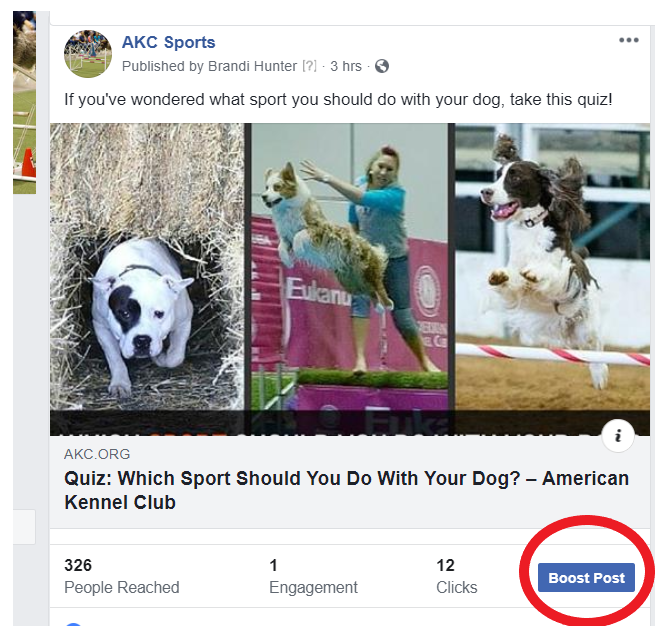 AKC Sports
Published by Brandi Hunter [?] · 3 hrs ·
If you've wondered what sport you should do with your dog, take this quiz!
Eukanu
Eukan
i
AKC.ORG
Quiz: Which Sport Should You Do With Your Dog? – American
Kennel Club
326
1
12
People Reached
Engagement
Clicks
Boost Post